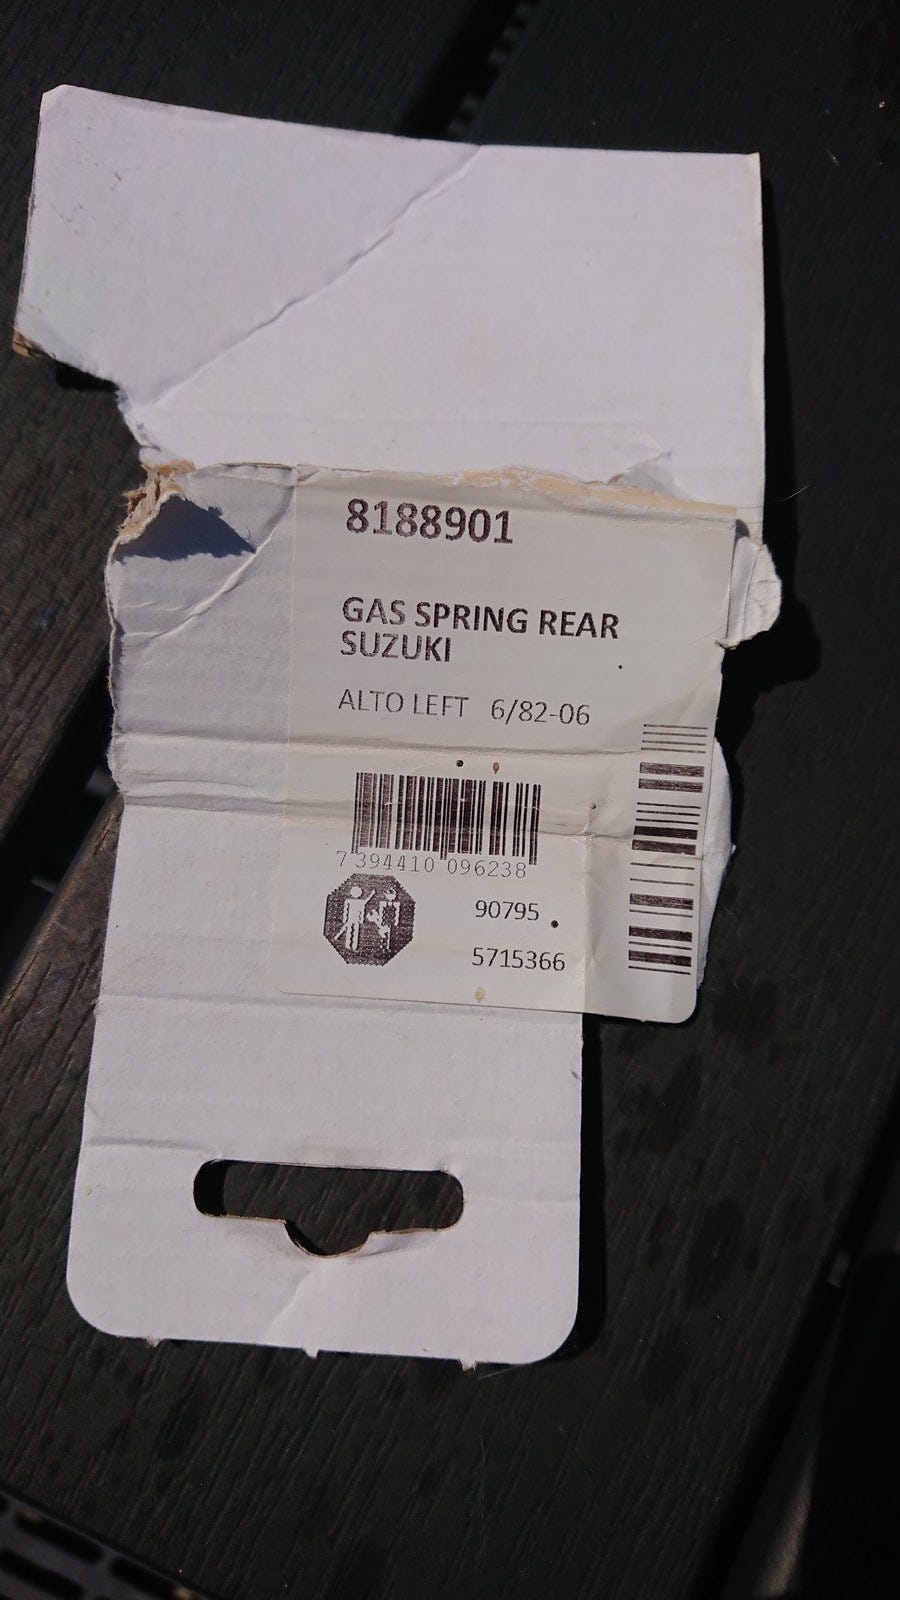 8188901
GAS SPRING REAR
SUZUKI
ALTO LEFT 6/82-06
7 394410 096238
90795
5715366